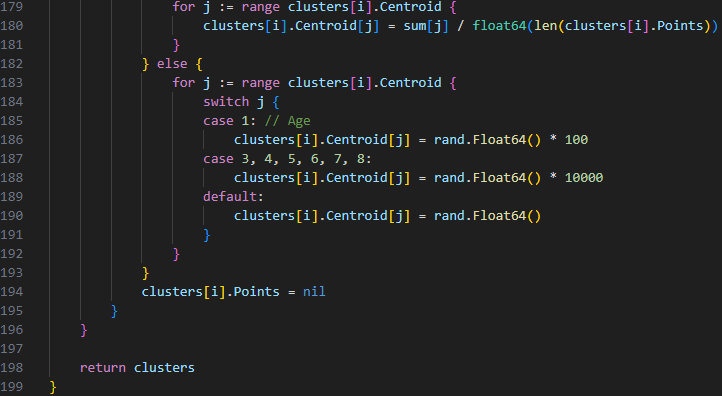 179 for j := range clusters[i].Centroid {
180 clusters[i].Centroid[j] = sum[j] / float64(len(clusters[i].Points))
181 }
182 } else {
183 for j := range clusters[i].Centroid {
184 switch j {
185 case 1: // Age
186 clusters[i].Centroid[j] = rand.Float64() * 100
187 case 3, 4, 5, 6, 7, 8:
188 clusters[i].Centroid[j] = rand.Float64() * 10000
189 default:
190 clusters[i].Centroid[j] = rand.Float64()
191 }
192 }
193 }
194 clusters[i].Points = nil
195 }
196 }
197
198 return clusters
199 }